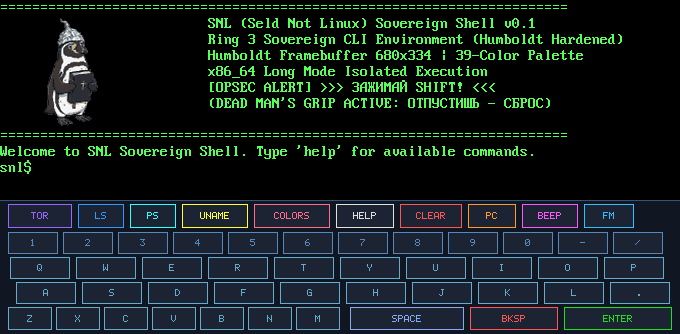 SNL (Seld Not Linux) Sovereign Shell v0.1
Ring 3 Sovereign CLI Environment (Humboldt Hardened)
Humboldt Framebuffer 680x334 | 39-Color Palette
x86_64 Long Mode Isolated Execution
[OPSEC ALERT] >>> ЗАЖИМАЙ SHIFT! <<<
(DEAD MAN'S GRIP ACTIVE: ОТПУСТИШЬ - СБРОС)
Welcome to SNL Sovereign Shell. Type 'help' for available commands.
snl$
TOR LS PS UNAME COLORS HELP CLEAR PC BEEP FM
1 2 3 4 5 6 7 8 9 0 - /
Q W E R T Y U I O P
A S D F G H J K L .
Z X C V B N M SPACE BKSP ENTER